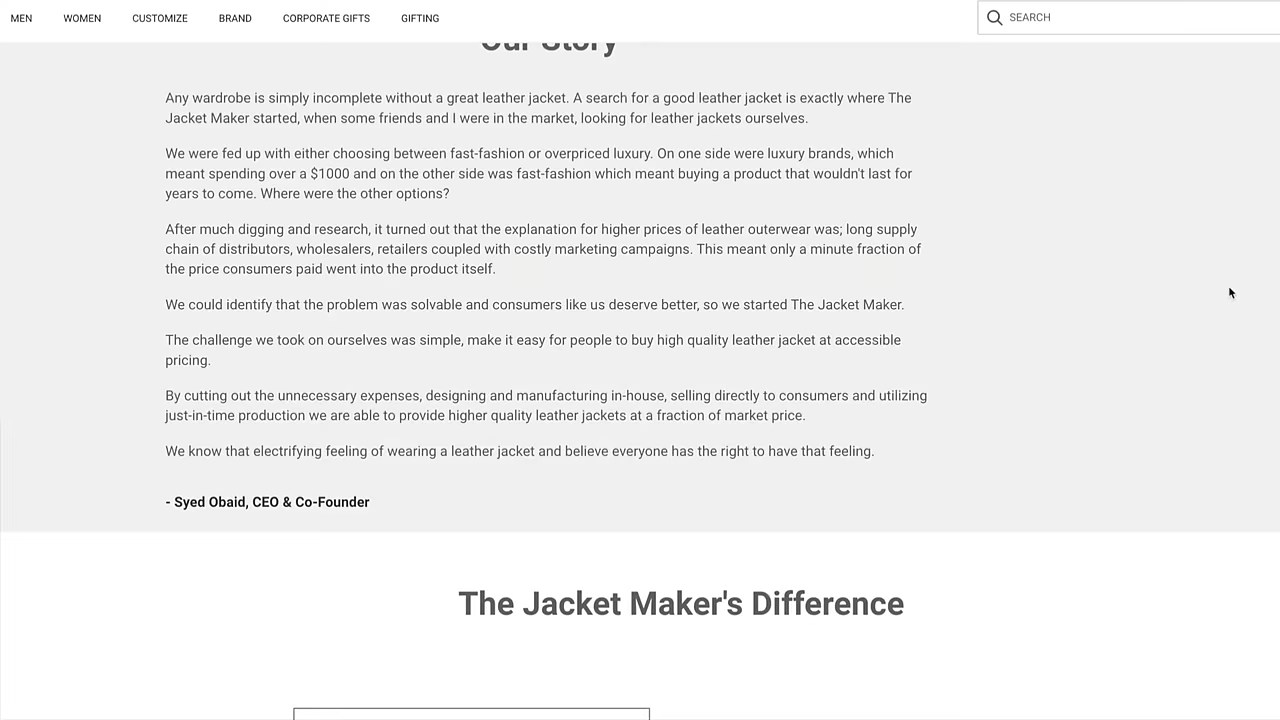 MEN WOMEN CUSTOMIZE BRAND CORPORATE GIFTS GIFTING SEARCH
Our Story
Any wardrobe is simply incomplete without a great leather jacket. A search for a good leather jacket is exactly where The
Jacket Maker started, when some friends and I were in the market, looking for leather jackets ourselves.
We were fed up with either choosing between fast-fashion or overpriced luxury. On one side were luxury brands, which
meant spending over a $1000 and on the other side was fast-fashion which meant buying a product that wouldn't last for
years to come. Where were the other options?
After much digging and research, it turned out that the explanation for higher prices of leather outerwear was; long supply
chain of distributors, wholesalers, retailers coupled with costly marketing campaigns. This meant only a minute fraction of
the price consumers paid went into the product itself.
We could identify that the problem was solvable and consumers like us deserve better, so we started The Jacket Maker.
The challenge we took on ourselves was simple, make it easy for people to buy high quality leather jacket at accessible
pricing.
By cutting out the unnecessary expenses, designing and manufacturing in-house, selling directly to consumers and utilizing
just-in-time production we are able to provide higher quality leather jackets at a fraction of market price.
We know that electrifying feeling of wearing a leather jacket and believe everyone has the right to have that feeling.
- Syed Obaid, CEO & Co-Founder
The Jacket Maker's Difference